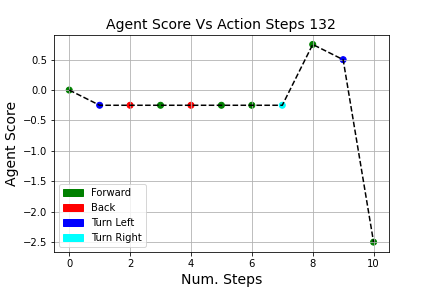 Agent Score Vs Action Steps 132
Agent Score
0.5
0.0
−0.5
−1.0
−1.5
−2.0
−2.5
Forward
Back
Turn Left
Turn Right
0 2 4 6 8 10
Num. Steps